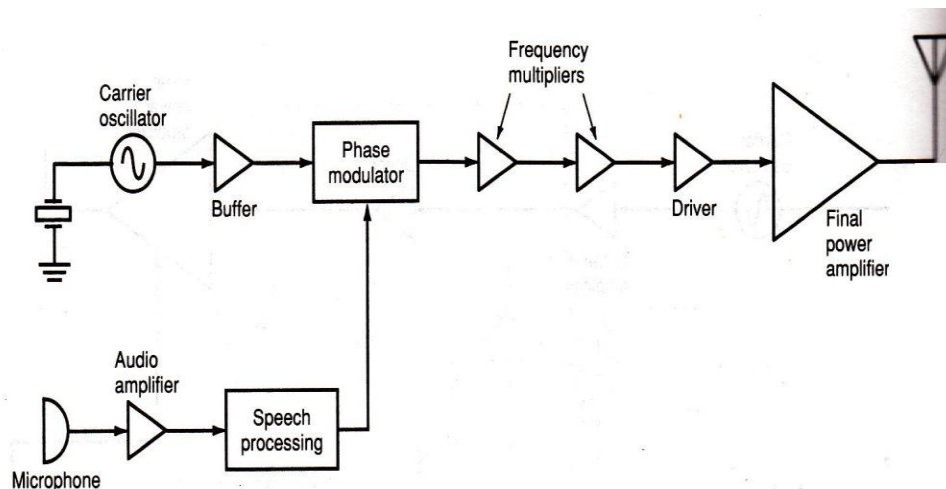 Frequency
multipliers
Carrier
oscillator
Phase
modulator
Buffer
Driver
Final
power
amplifier
Audio
amplifier
Speech
processing
Microphone